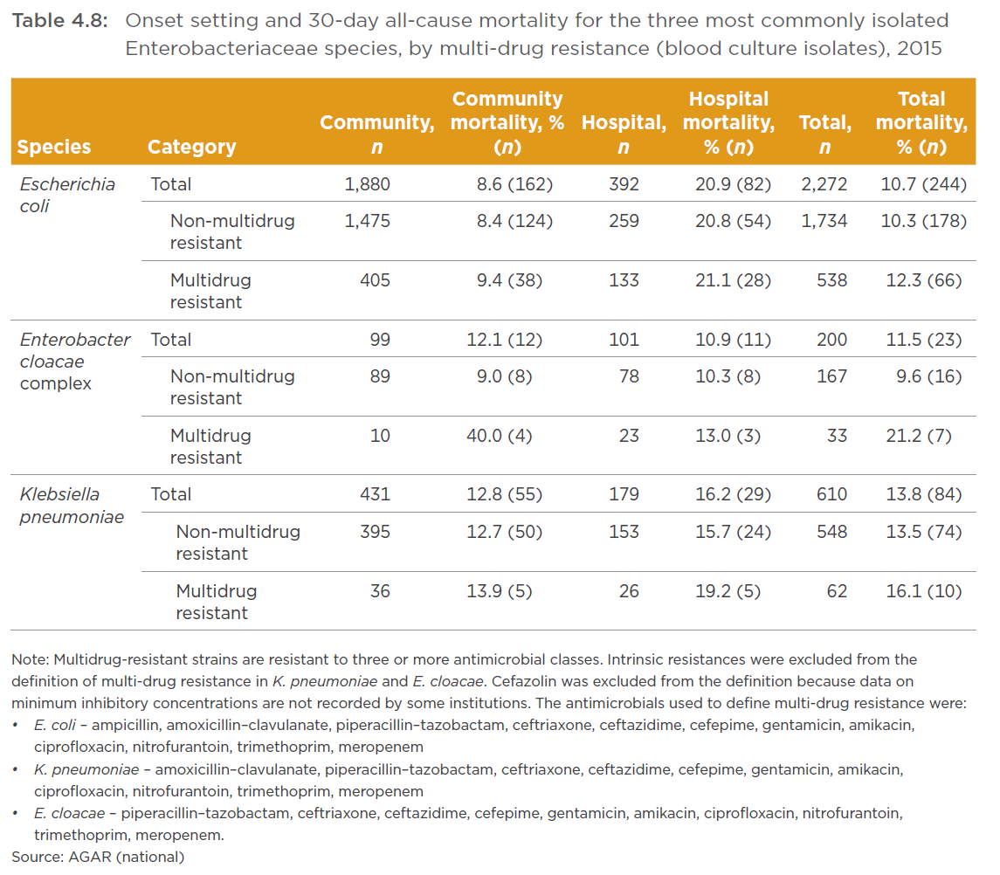 Table 4.8: Onset setting and 30-day all-cause mortality for the three most commonly isolated
Enterobacteriaceae species, by multi-drug resistance (blood culture isolates), 2015
Species Category Community, n Community mortality, % (n) Hospital, n Hospital mortality, % (n) Total, n Total mortality, % (n)
Escherichia coli Total 1,880 8.6 (162) 392 20.9 (82) 2,272 10.7 (244)
Non-multidrug resistant 1,475 8.4 (124) 259 20.8 (54) 1,734 10.3 (178)
Multidrug resistant 405 9.4 (38) 133 21.1 (28) 538 12.3 (66)
Enterobacter cloacae complex Total 99 12.1 (12) 101 10.9 (11) 200 11.5 (23)
Non-multidrug resistant 89 9.0 (8) 78 10.3 (8) 167 9.6 (16)
Multidrug resistant 10 40.0 (4) 23 13.0 (3) 33 21.2 (7)
Klebsiella pneumoniae Total 431 12.8 (55) 179 16.2 (29) 610 13.8 (84)
Non-multidrug resistant 395 12.7 (50) 153 15.7 (24) 548 13.5 (74)
Multidrug resistant 36 13.9 (5) 26 19.2 (5) 62 16.1 (10)
Note: Multidrug-resistant strains are resistant to three or more antimicrobial classes. Intrinsic resistances were excluded from the
definition of multi-drug resistance in K. pneumoniae and E. cloacae. Cefazolin was excluded from the definition because data on
minimum inhibitory concentrations are not recorded by some institutions. The antimicrobials used to define multi-drug resistance were:
• E. coli – ampicillin, amoxicillin–clavulanate, piperacillin–tazobactam, ceftriaxone, ceftazidime, cefepime, gentamicin, amikacin,
ciprofloxacin, nitrofurantoin, trimethoprim, meropenem
• K. pneumoniae – amoxicillin–clavulanate, piperacillin–tazobactam, ceftriaxone, ceftazidime, cefepime, gentamicin, amikacin,
ciprofloxacin, nitrofurantoin, trimethoprim, meropenem
• E. cloacae – piperacillin–tazobactam, ceftriaxone, ceftazidime, cefepime, gentamicin, amikacin, ciprofloxacin, nitrofurantoin,
trimethoprim, meropenem.
Source: AGAR (national)